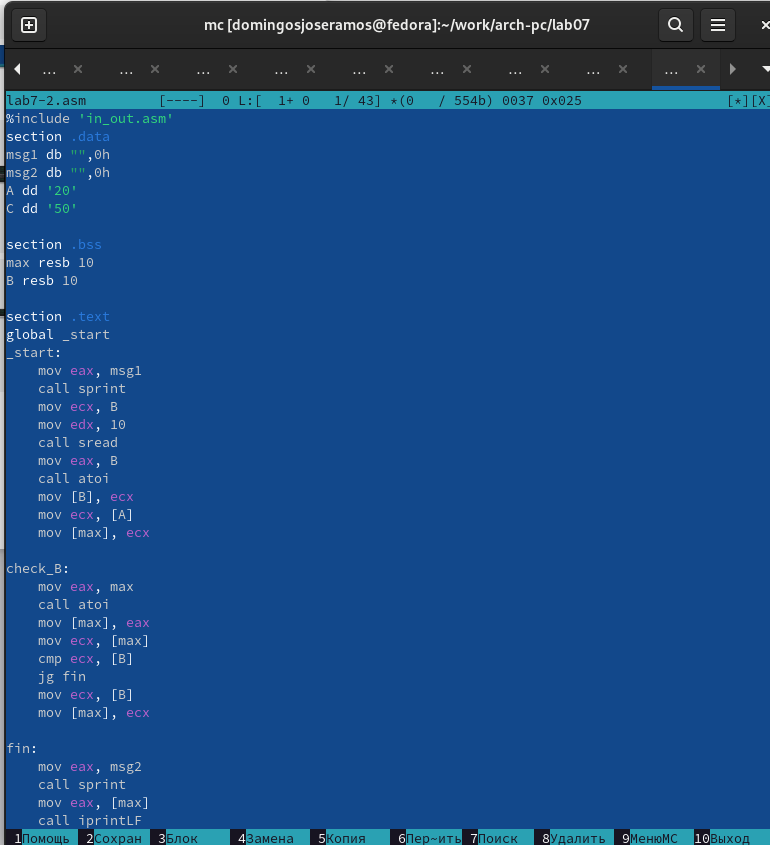 mc [domingosjoseramos@fedora]:~/work/arch-pc/lab07
... × ... × ... × ... × ... × ... × ... × ... × ... ×
lab7-2.asm [----] 0 L:[ 1+ 0 1/ 43] *(0 / 554b) 0037 0x025 [*][X]
%include 'in_out.asm'
section .data
msg1 db "",0h
msg2 db "",0h
A dd '20'
C dd '50'
section .bss
max resb 10
B resb 10
section .text
global _start
_start:
mov eax, msg1
call sprint
mov ecx, B
mov edx, 10
call sread
mov eax, B
call atoi
mov [B], ecx
mov ecx, [A]
mov [max], ecx
check_B:
mov eax, max
call atoi
mov [max], eax
mov ecx, [max]
cmp ecx, [B]
jg fin
mov ecx, [B]
mov [max], ecx
fin:
mov eax, msg2
call sprint
mov eax, [max]
call iprintLF
1Помощь 2Сохран 3Блок 4Замена 5Копия 6Пер~ить 7Поиск 8Удалить 9МенюMC 10Выход